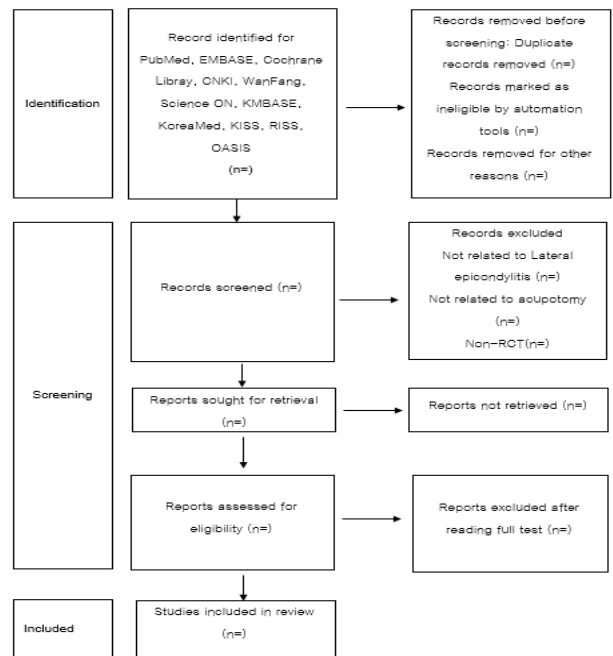 Identification
Record identified for
PubMed, EMBASE, Cochrane
Libray, CNKI, WanFang,
Science ON, KMBASE,
KoreaMed, KISS, RISS,
OASIS
(n=)
Records removed before
screening: Duplicate
records removed (n=)
Records marked as
ineligible by automation
tools (n=)
Records removed for other
reasons (n=)
Screening
Records screened (n=)
Records excluded
Not related to Lateral
epicondylitis (n=)
Not related to acupotomy
(n=)
Non-RCT(n=)
Reports sought for retrieval
(n=)
Reports not retrieved (n=)
Reports assessed for
eligibility (n=)
Reports excluded after
reading full test (n=)
Included
Studies included in review
(n=)